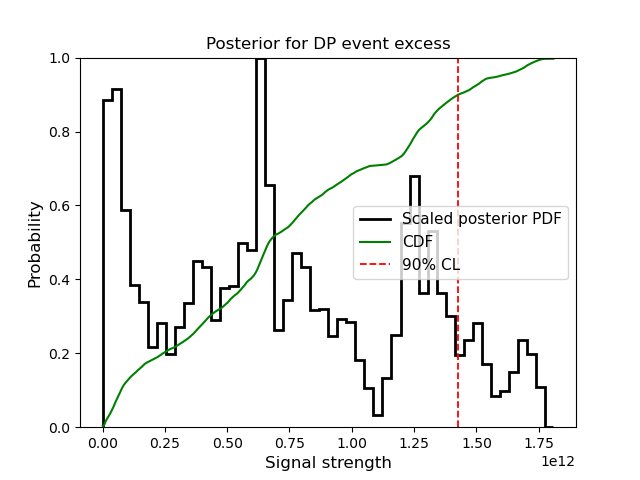 Posterior for DP event excess
Probability
1.0
0.8
0.6
0.4
0.2
0.0
Scaled posterior PDF
CDF
90% CL
0.00 0.25 0.50 0.75 1.00 1.25 1.50 1.75
1e12
Signal strength